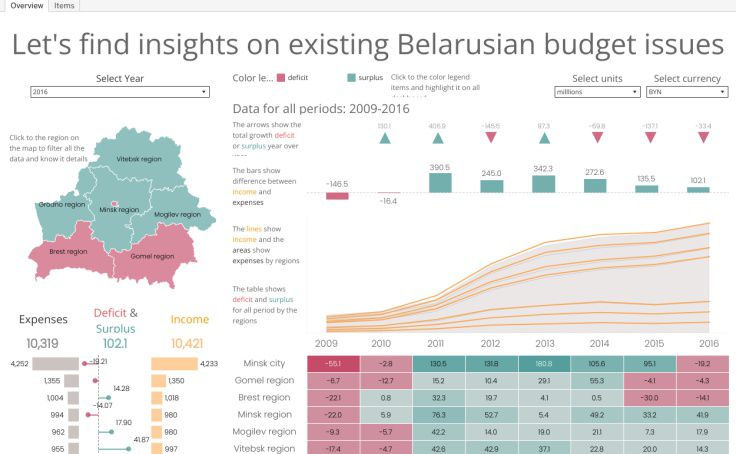 Overview Items
Let's find insights on existing Belarusian budget issues
Select Year
2016
Color le... deficit surplus
Click to the color legend
items and highlight it on all
Select units
milllions
Select currency
BYN
Data for all periods: 2009-2016
Click to the region on
the map to filter all the
data and know it details
Vitebsk region
Grodno region
Minsk region
Mogilev region
Brest region
Gomel region
The arrows show the
total growth deficit
or surplus year over
130.1 406.9 -145.5 97.3 -69.8 -137.1 -33.4
The bars show
difference between
income and
expenses
-146.5 -16.4 390.5 245.0 342.3 272.6 135.5 102.1
The lines show
income and the
areas show
expenses by regions
The table shows
deficit and surplus
for all period by the
regions
2009 2010 2011 2012 2013 2014 2015 2016
Minsk city -55.1 -2.8 130.5 131.8 180.8 105.6 95.1 -19.2
Gomel region -6.7 -12.7 15.2 10.4 29.1 55.3 -4.1 -4.3
Brest region -22.1 0.8 32.3 19.7 4.1 0.5 -30.0 -14.1
Minsk region -22.0 5.9 76.3 52.7 5.4 49.2 33.2 41.9
Mogilev region -9.3 -5.7 42.2 14.0 19.0 21.1 7.3 17.9
Vitebsk region -17.4 -4.7 42.6 42.9 37.1 22.8 20.0 14.3
Expenses
10,319
Deficit &
Surplus
102.1
Income
10,421
4,252 -19.21 4,233
1,355 1,350
1,004 14.28 1,018
994 -14.07 980
962 17.90 980
955 41.87 997